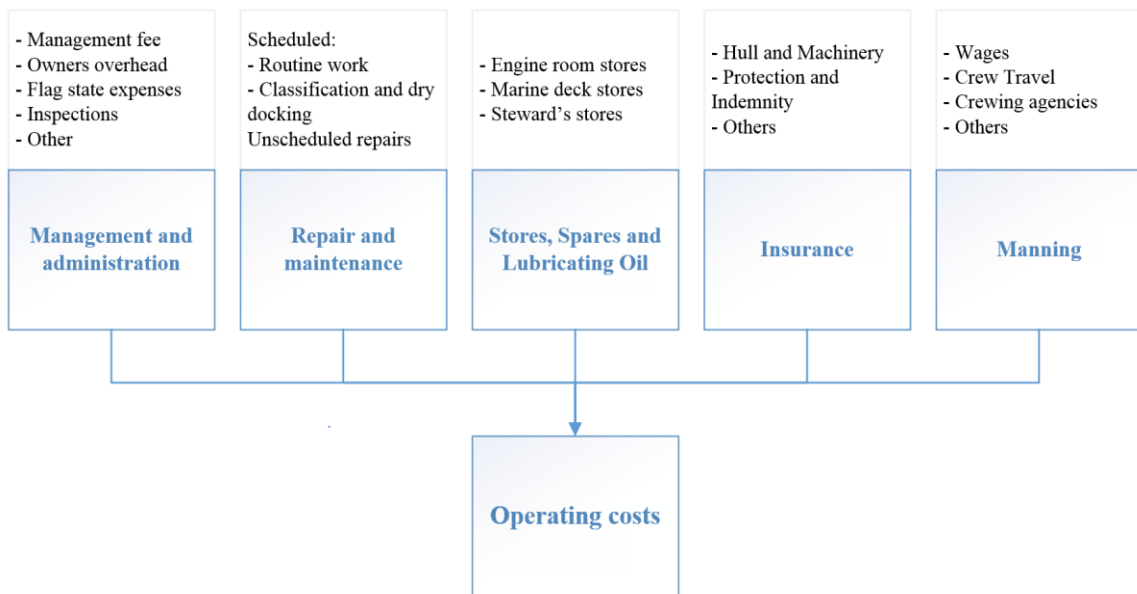 - Management fee
- Owners overhead
- Flag state expenses
- Inspections
- Other
Scheduled:
- Routine work
- Classification and dry
docking
Unscheduled repairs
- Engine room stores
- Marine deck stores
- Steward's stores
- Hull and Machinery
- Protection and
Indemnity
- Others
- Wages
- Crew Travel
- Crewing agencies
- Others
Management and
administration
Repair and
maintenance
Stores, Spares and
Lubricating Oil
Insurance
Manning
Operating costs